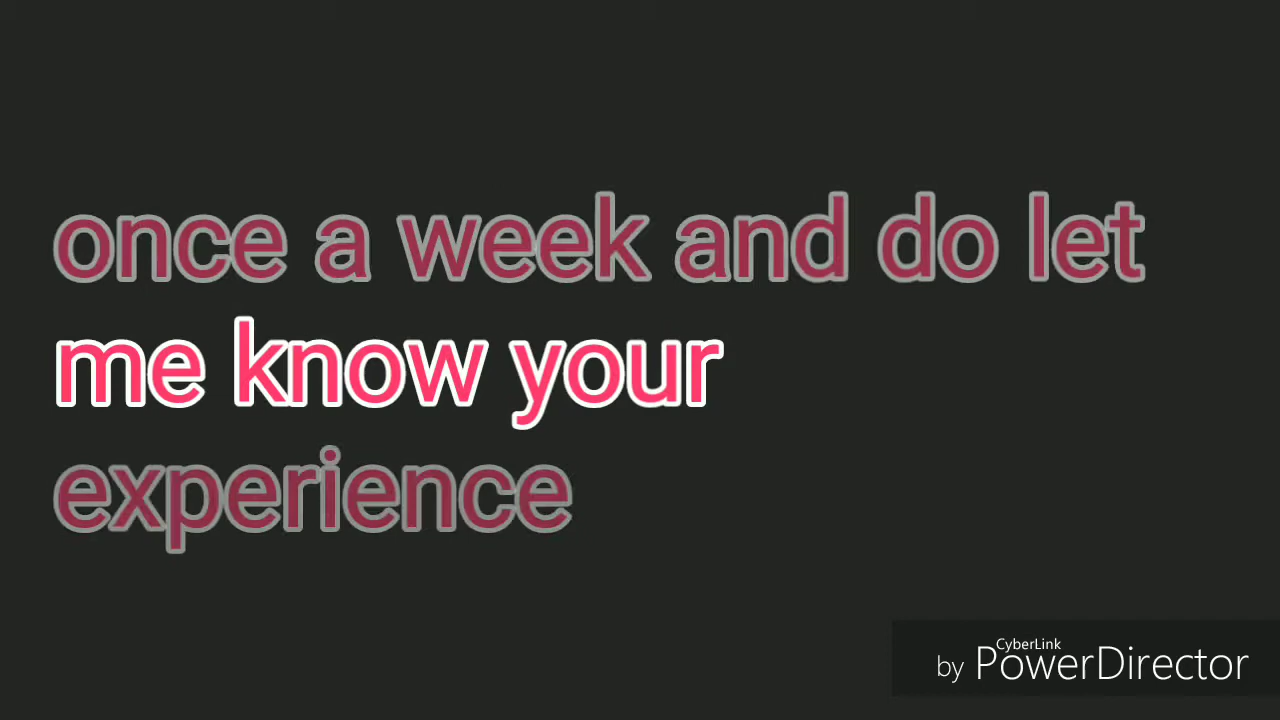 once a week and do let
me know your
experience
CyberLink
by PowerDirector